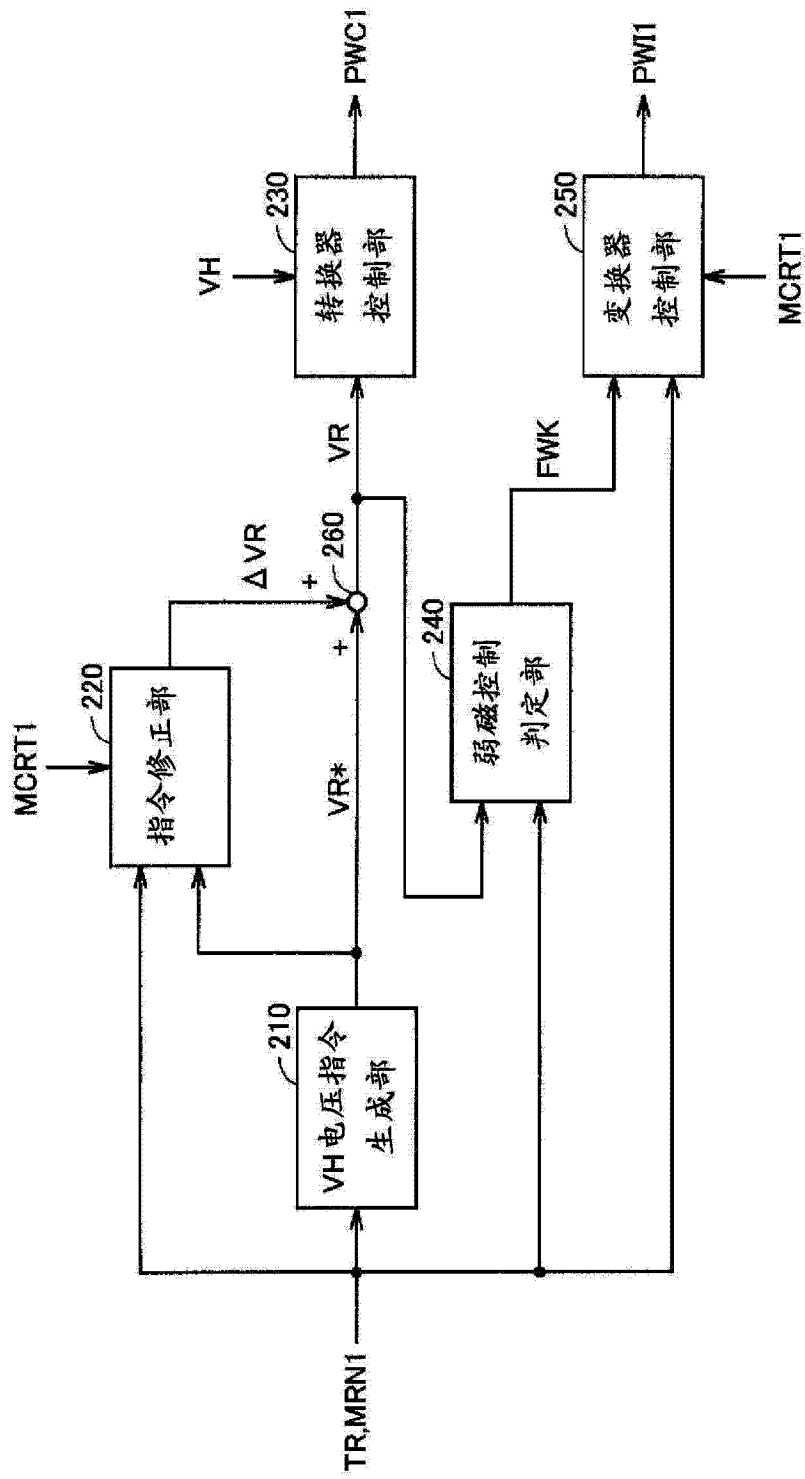 TR,MRN1
210
VH电压指令
生成部
MCRT1
220
指令修正部
VR*
ΔVR
+
+
260
VR
VH
230
转换器
控制部
PWC1
240
弱磁控制
判定部
FWK
250
变换器
控制部
MCRT1
PWI1